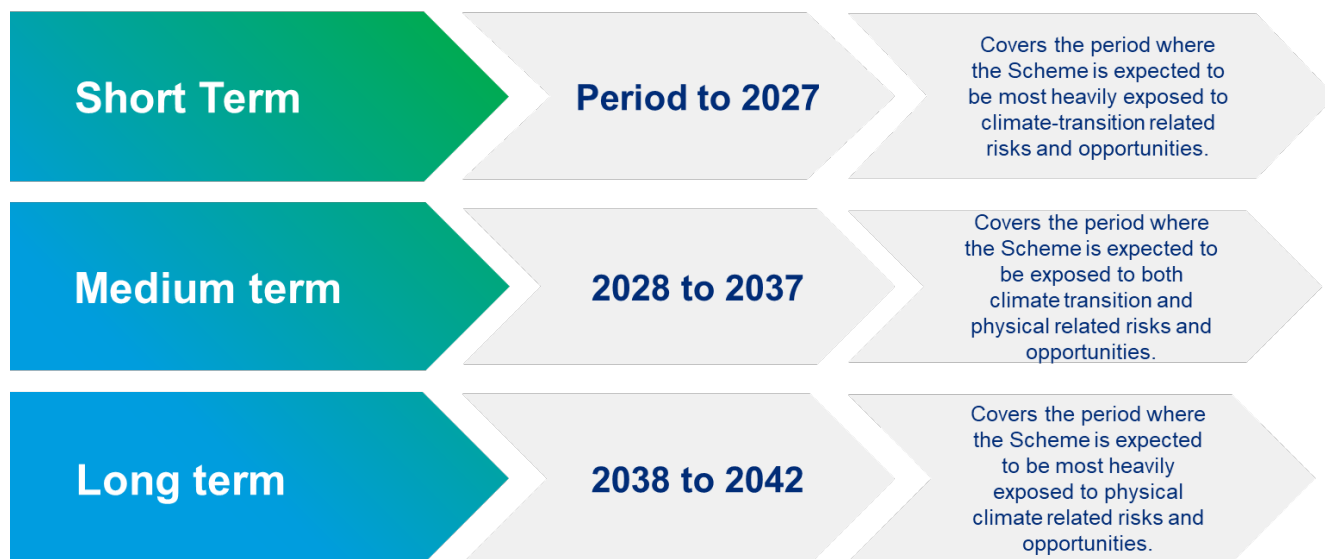 Short Term
Period to 2027
Covers the period where
the Scheme is expected to
be most heavily exposed to
climate-transition related
risks and opportunities.
Medium term
2028 to 2037
Covers the period where
the Scheme is expected to
be exposed to both
climate transition and
physical related risks and
opportunities.
Long term
2038 to 2042
Covers the period where
the Scheme is expected
to be most heavily
exposed to physical
climate related risks and
opportunities.